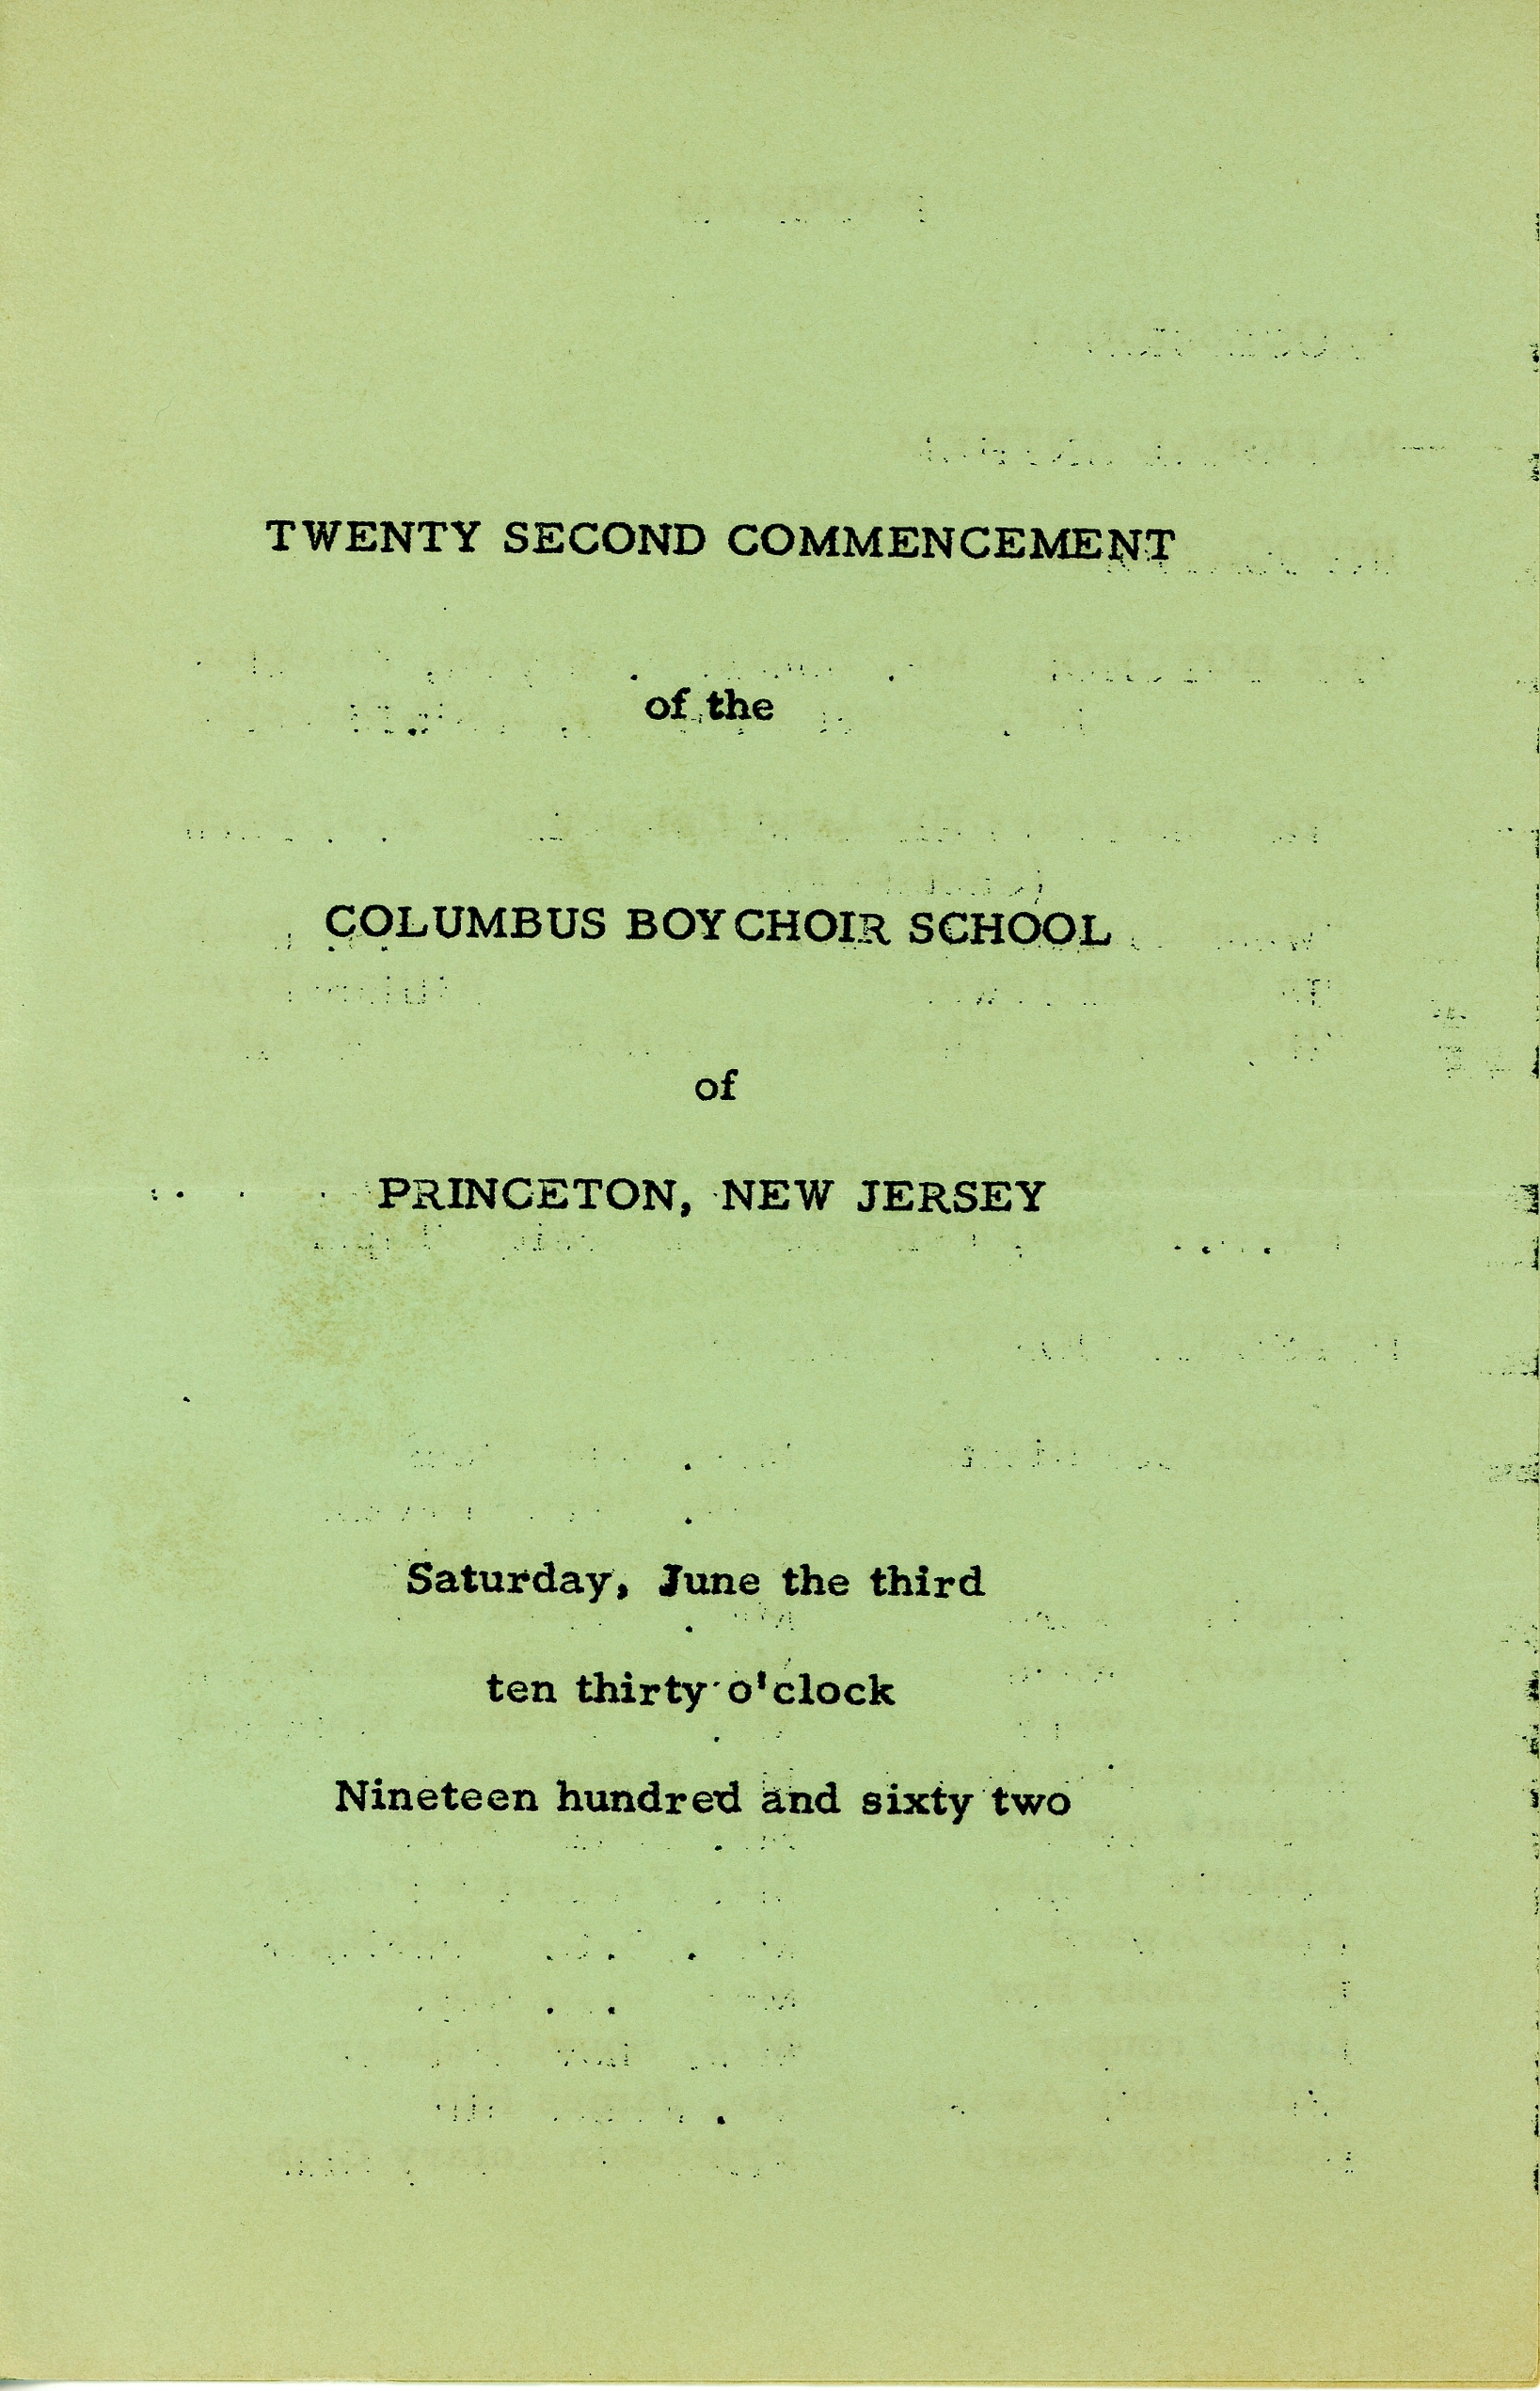 TWENTY SECOND COMMENCEMENT
of the
COLUMBUS BOYCHOIR SCHOOL
of
PRINCETON, NEW JERSEY
Saturday, June the third
ten thirty o'clock
Nineteen hundred and sixty two